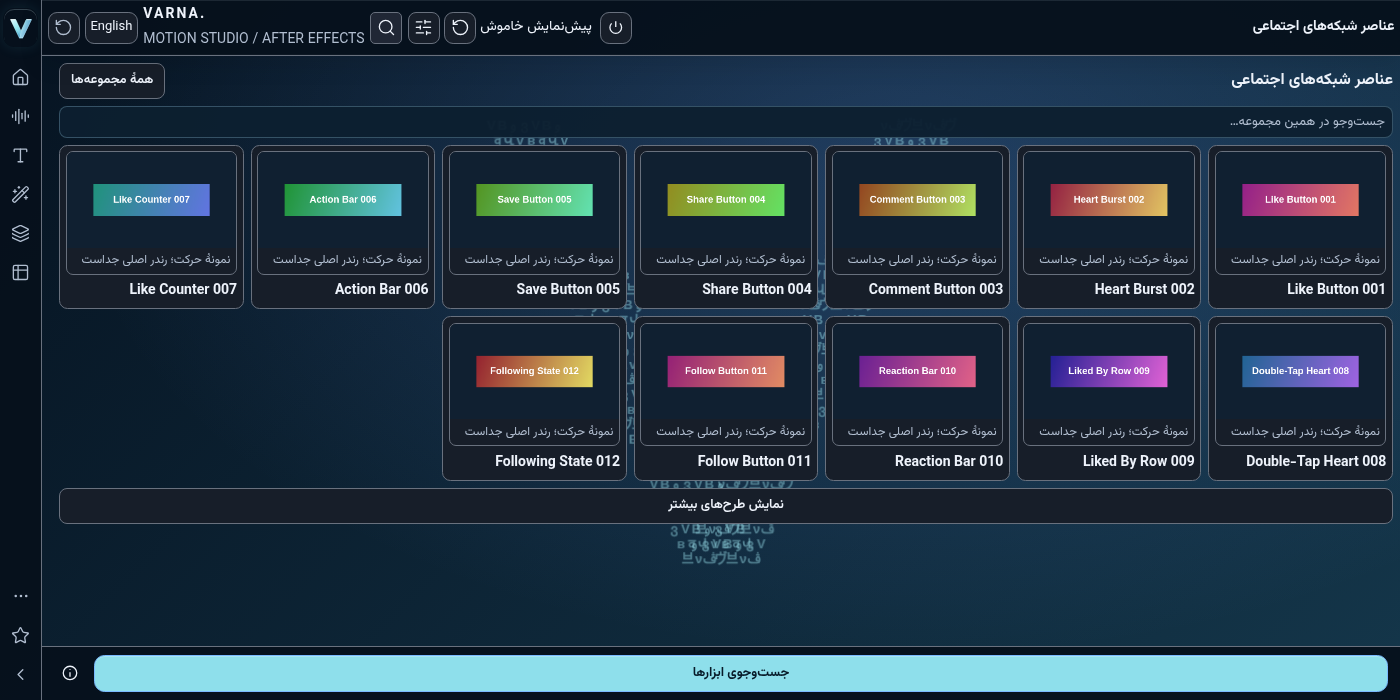 عناصر شبکه‌های اجتماعی
پیش‌نمایش خاموش
VARNA.
MOTION STUDIO / AFTER EFFECTS
English
عناصر شبکه‌های اجتماعی
همهٔ مجموعه‌ها
جست‌وجو در همین مجموعه...
Like Button 001
نمونهٔ حرکت؛ رندر اصلی جداست
Like Button 001
Heart Burst 002
نمونهٔ حرکت؛ رندر اصلی جداست
Heart Burst 002
Comment Button 003
نمونهٔ حرکت؛ رندر اصلی جداست
Comment Button 003
Share Button 004
نمونهٔ حرکت؛ رندر اصلی جداست
Share Button 004
Save Button 005
نمونهٔ حرکت؛ رندر اصلی جداست
Save Button 005
Action Bar 006
نمونهٔ حرکت؛ رندر اصلی جداست
Action Bar 006
Like Counter 007
نمونهٔ حرکت؛ رندر اصلی جداست
Like Counter 007
Double-Tap Heart 008
نمونهٔ حرکت؛ رندر اصلی جداست
Double-Tap Heart 008
Liked By Row 009
نمونهٔ حرکت؛ رندر اصلی جداست
Liked By Row 009
Reaction Bar 010
نمونهٔ حرکت؛ رندر اصلی جداست
Reaction Bar 010
Follow Button 011
نمونهٔ حرکت؛ رندر اصلی جداست
Follow Button 011
Following State 012
نمونهٔ حرکت؛ رندر اصلی جداست
Following State 012
نمایش طرح‌های بیشتر
جست‌وجوی ابزارها